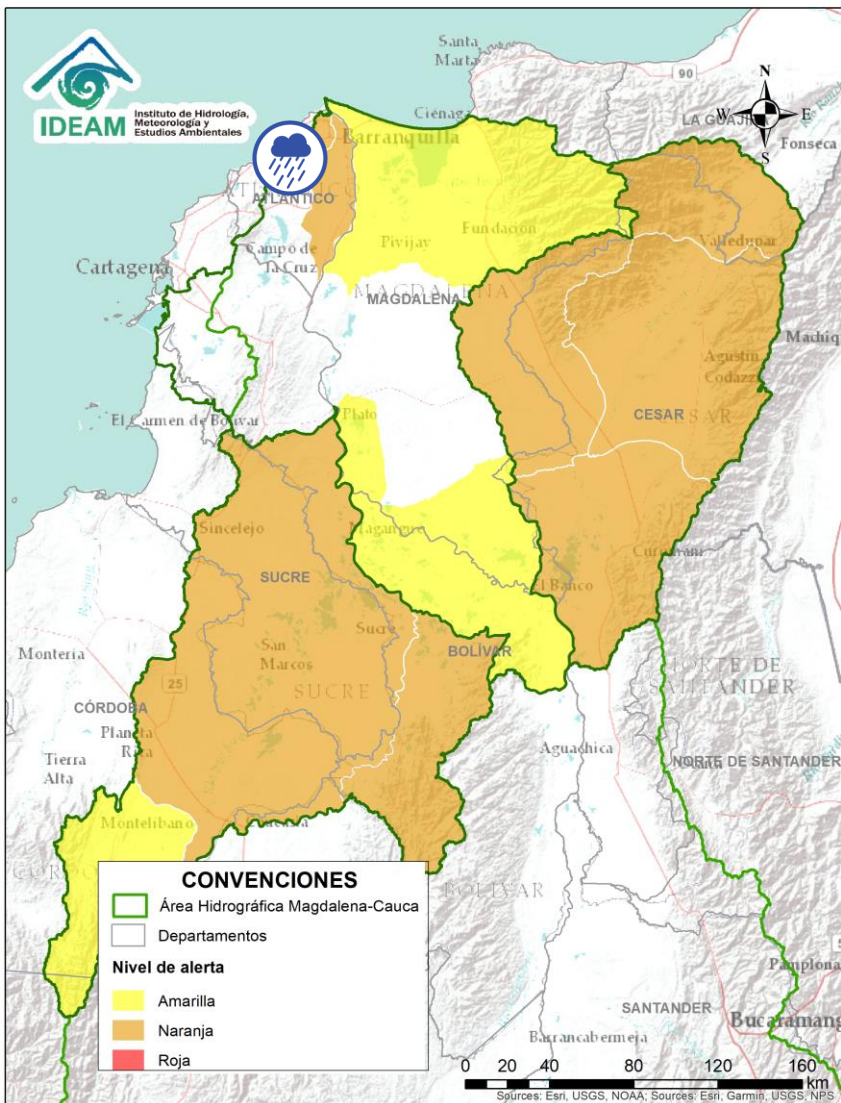 Santa
Marta
90
N
W
E
S
IDEAM
Instituto de Hidrología,
Meteorología y
Estudios Ambientales
Ciénaga
LA GUAJIRA
Fonseca
Barranquilla
ATLÁNTICO
Pivijay
Fundación
Valledupar
Campo de
la Cruz
Cartagena
MAGDALENA
MAGDALENA
Machiq
Agustín
Codazzi
CESAR
El Carmen de Bolívar
Plato
Sincelejo
Magangué
SUCRE
El Banco
San
Marcos
Sucre
BOLÍVAR
Montería
25
SUCRE
NORTE DE
SANTANDER
CÓRDOBA
Planeta
Rica
Aguachica
Tierra
Alta
NORTE DE SANTANDER
Montelíbano
BOLÍVAR
CONVENCIONES
Área Hidrográfica Magdalena-Cauca
Departamentos
Nivel de alerta
Amarilla
Naranja
Roja
Pamplona
SANTANDER
Bucaramang
Barrancabermeja
0 20 40 80 120 160
km
Sources: Esri, USGS, NOAA; Sources: Esri, Garmin, USGS, NPS